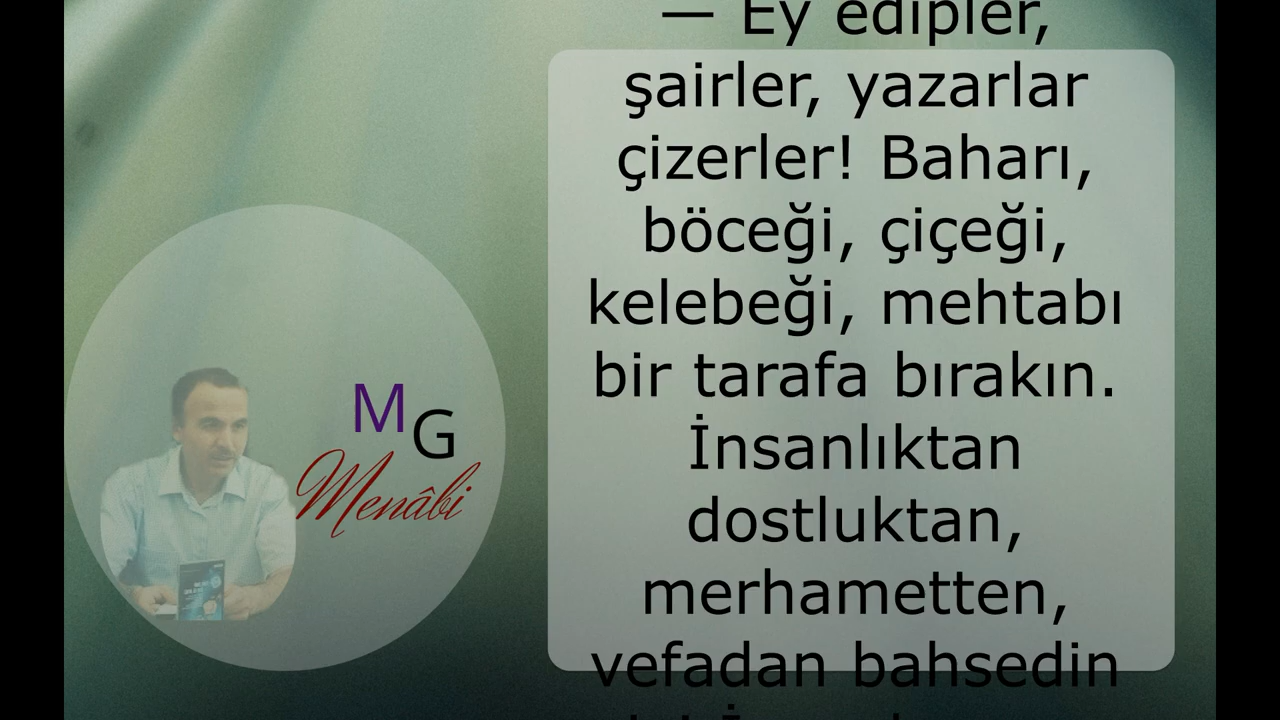 — Ey edipler,
şairler, yazarlar
çizerler! Baharı,
böceği, çiçeği,
kelebeği, mehtabı
bir tarafa bırakın.
İnsanlıktan
dostluktan,
merhametten,
vefadan bahsedin
M
G
Menâbi